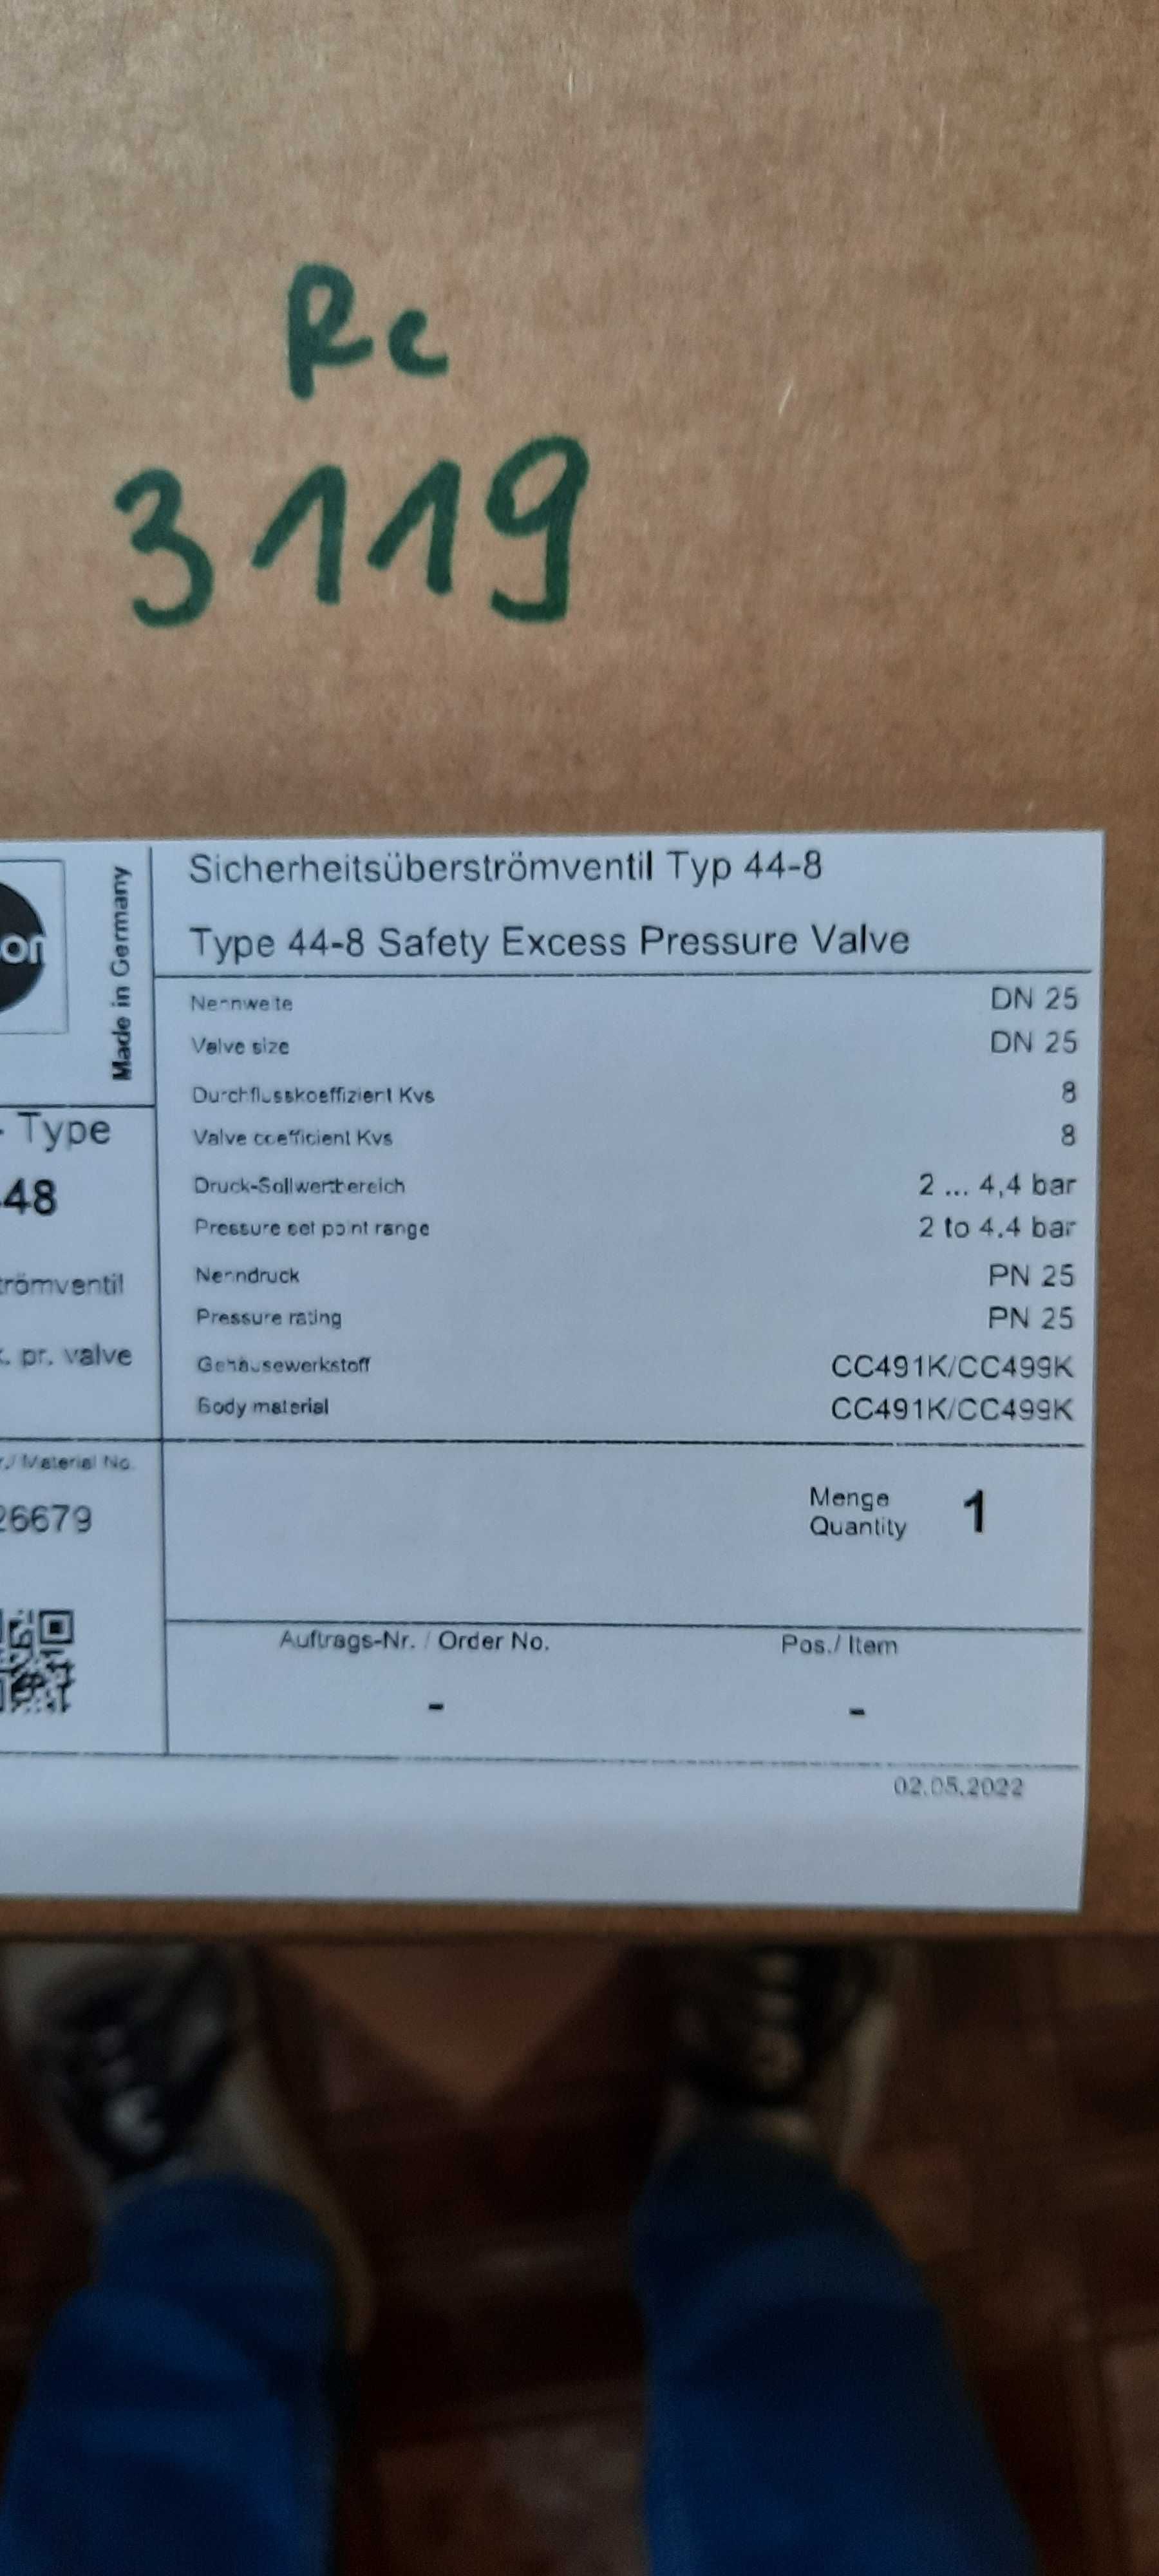 Re
3119
Made in Germany
Sicherheitsüberströmventil Typ 44-8
Type 44-8 Safety Excess Pressure Valve
Nennweite DN 25
Valve size DN 25
Durchflusskoeffizient Kvs 8
Valve coefficient Kvs 8
Druck-Sollwertbereich 2 ... 4,4 bar
Pressure set point range 2 to 4.4 bar
Nenndruck PN 25
Pressure rating PN 25
Gehäusewerkstoff CC491K/CC499K
Body material CC491K/CC499K
- Type
48
trömventil
. pr. valve
./ Material No.
26679
Menge
Quantity 1
Auftrags-Nr. / Order No. Pos./ Item
- -
02.05.2022